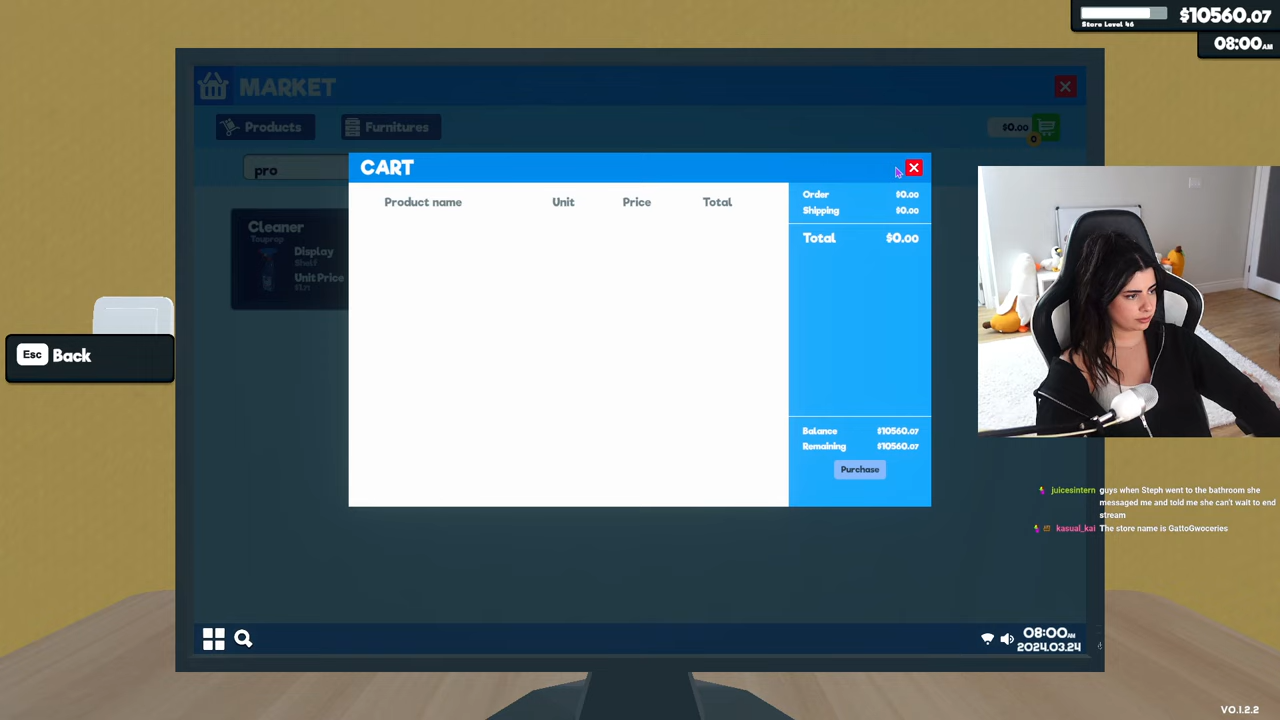 $10560.07
Store Level 46
08:00AM
MARKET
Products
Furnitures
$0.00
0
pro
CART
Product name
Unit
Price
Total
Order
$0.00
Shipping
$0.00
Total
$0.00
Cleaner
Display
Shelf
Unit Price
Esc Back
Balance
$10560.07
Remaining
$10560.07
Purchase
juicesintern guys when Steph went to the bathroom she
messaged me and told me she can't wait to end
stream
kasual_kai The store name is GattoGwoceries
08:00AM
2024.03.24
V0.1.2.2